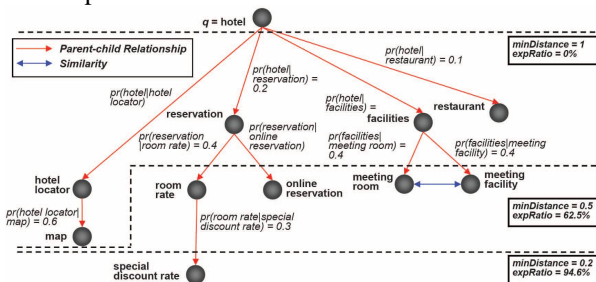 q = hotel
minDistance = 1
expRatio = 0%
Parent-child Relationship
Similarity
pr(hotel|hotel
locator)
pr(hotel|
reservation) =
0.2
pr(hotel|
restaurant) = 0.1
pr(hotel|
facilities) =
restaurant
reservation
facilities
pr(reservation
|room rate) = 0.4
pr(reservation|
online
reservation)
pr(facilities|
meeting room) =
0.4
pr(facilities|meeting
facility) = 0.4
hotel
locator
room
rate
online
reservation
meeting
room
meeting
facility
pr(hotel locator|
map) = 0.6
map
pr(room rate|special
discount rate) = 0.3
minDistance = 0.5
expRatio = 62.5%
special
discount rate
minDistance = 0.2
expRatio = 94.6%